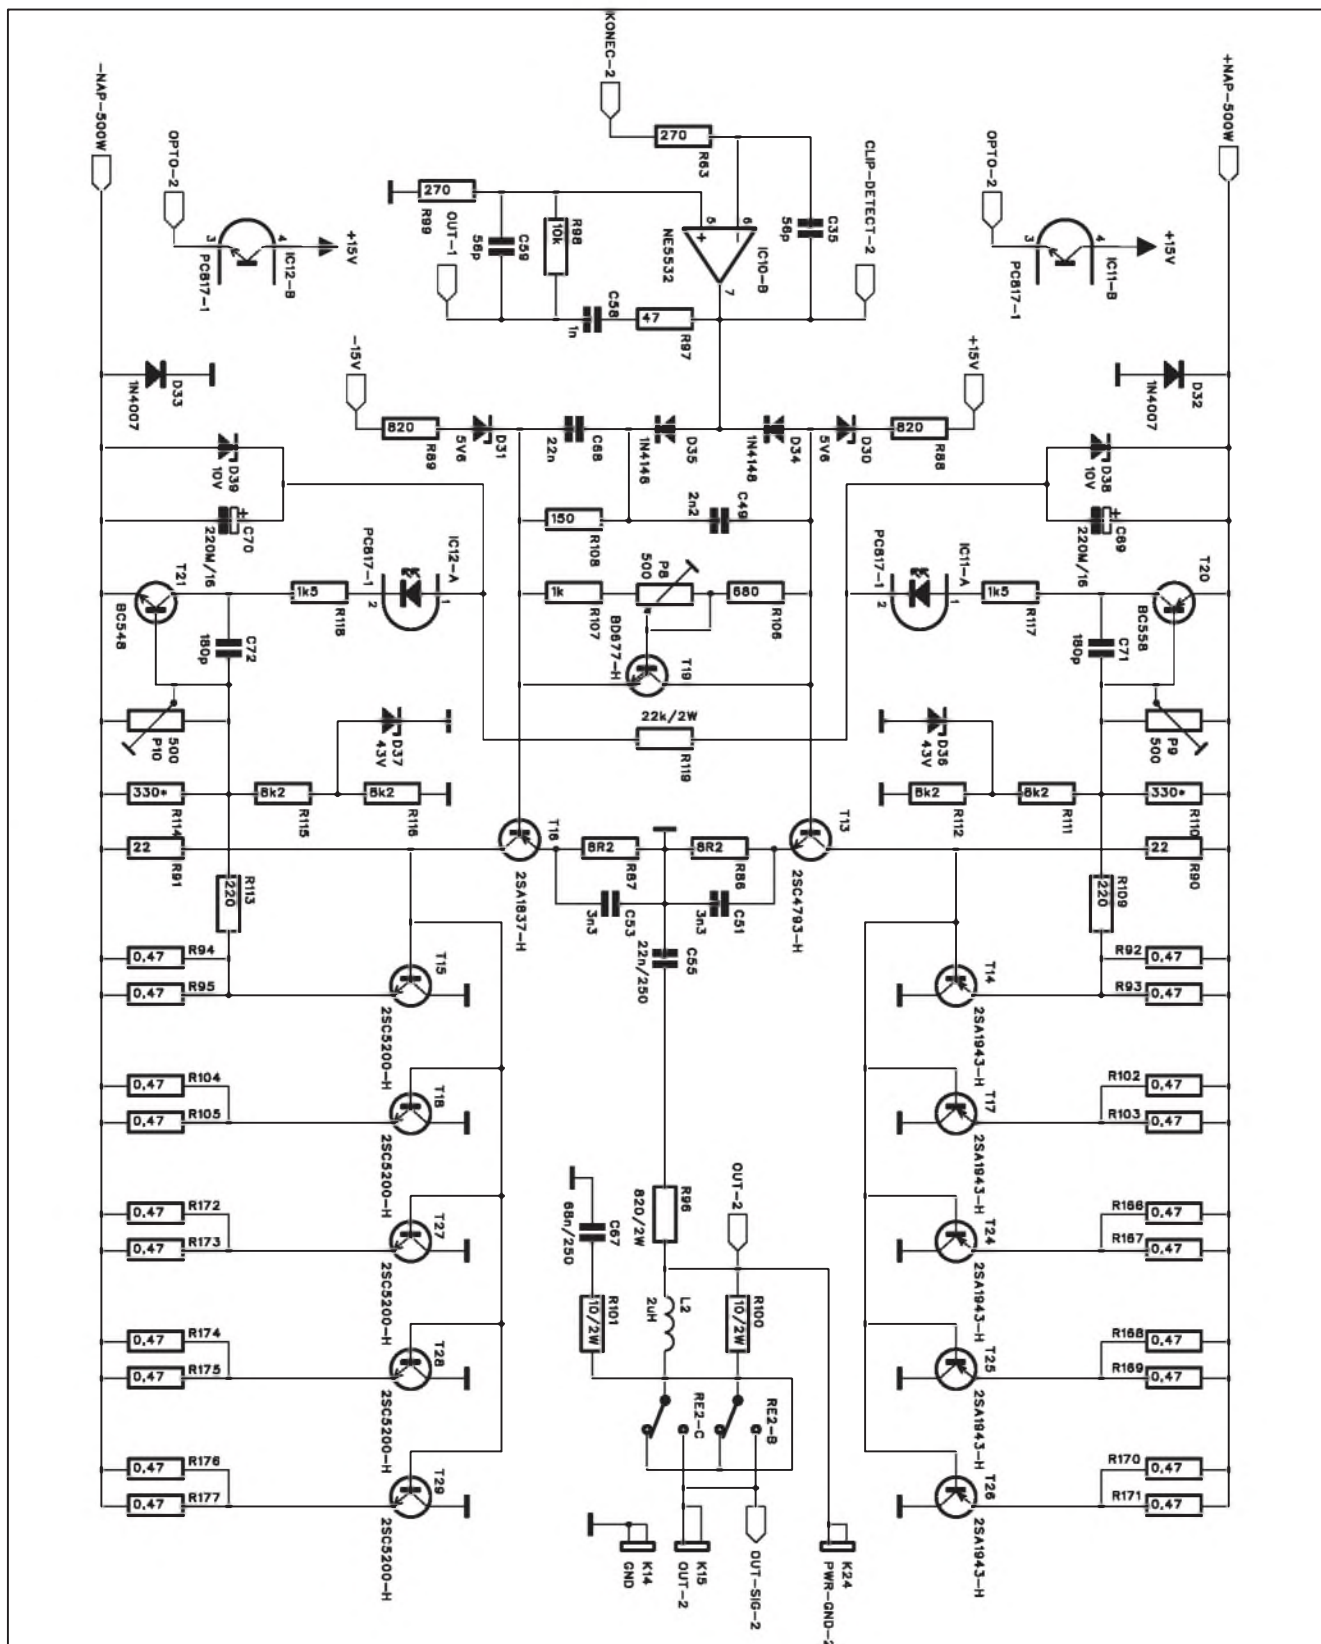 KONEC-2
-NAP-500W
+NAP-500W
OPTO-2
OPTO-2
270
R63
CLIP-DETECT-2
270
R99
OUT-1
C59
56p
R98
10k
5
6
7
NE5532
IC10-B
C35
56p
3
4
PC817-1
IC12-B
+15V
3
4
PC817-1
IC11-B
+15V
C58
1n
47
R97
-15V
+15V
D33
1N4007
D32
1N4007
820
R89
D31
5V6
C68
22n
D35
1N4148
D34
1N4148
D30
5V6
820
R88
D39
10V
D38
10V
C70
220M/16
C49
2n2
C69
220M/16
150
R108
IC12-A
PC817-1
IC11-A
PC817-1
T21
BC548
1k5
R118
2
1
1k
R107
P8
500
680
R106
2
1
1k5
R117
T20
BC558
C72
180p
BD677-H
T19
C71
180p
P10
500
D37
43V
22k/2W
R119
D36
43V
P9
500
330*
R114
8k2
R115
8k2
R116
8k2
R112
8k2
R111
330*
R110
22
R91
T16
2SA1837-H
8R2
R87
8R2
R86
T13
2SC4793-H
22
R90
R113
220
C53
3n3
C51
3n3
R109
220
C55
22n/250
R94
0,47
R95
0,47
T15
2SC5200-H
T14
2SA1943-H
R92
0,47
R93
0,47
R104
0,47
R105
0,47
T18
2SC5200-H
T17
2SA1943-H
R102
0,47
R103
0,47
R172
0,47
R173
0,47
T27
2SC5200-H
C67
68n/250
R96
820/2W
OUT-2
T24
2SA1943-H
R166
0,47
R167
0,47
R101
10/2W
L2
2uH
R100
10/2W
R174
0,47
R175
0,47
T28
2SC5200-H
T25
2SA1943-H
R168
0,47
R169
0,47
RE2-C
RE2-B
R176
0,47
R177
0,47
T29
2SC5200-H
T26
2SA1943-H
R170
0,47
R171
0,47
K14
GND
K15
OUT-2
OUT-SIG-2
K24
PWR-GND-2